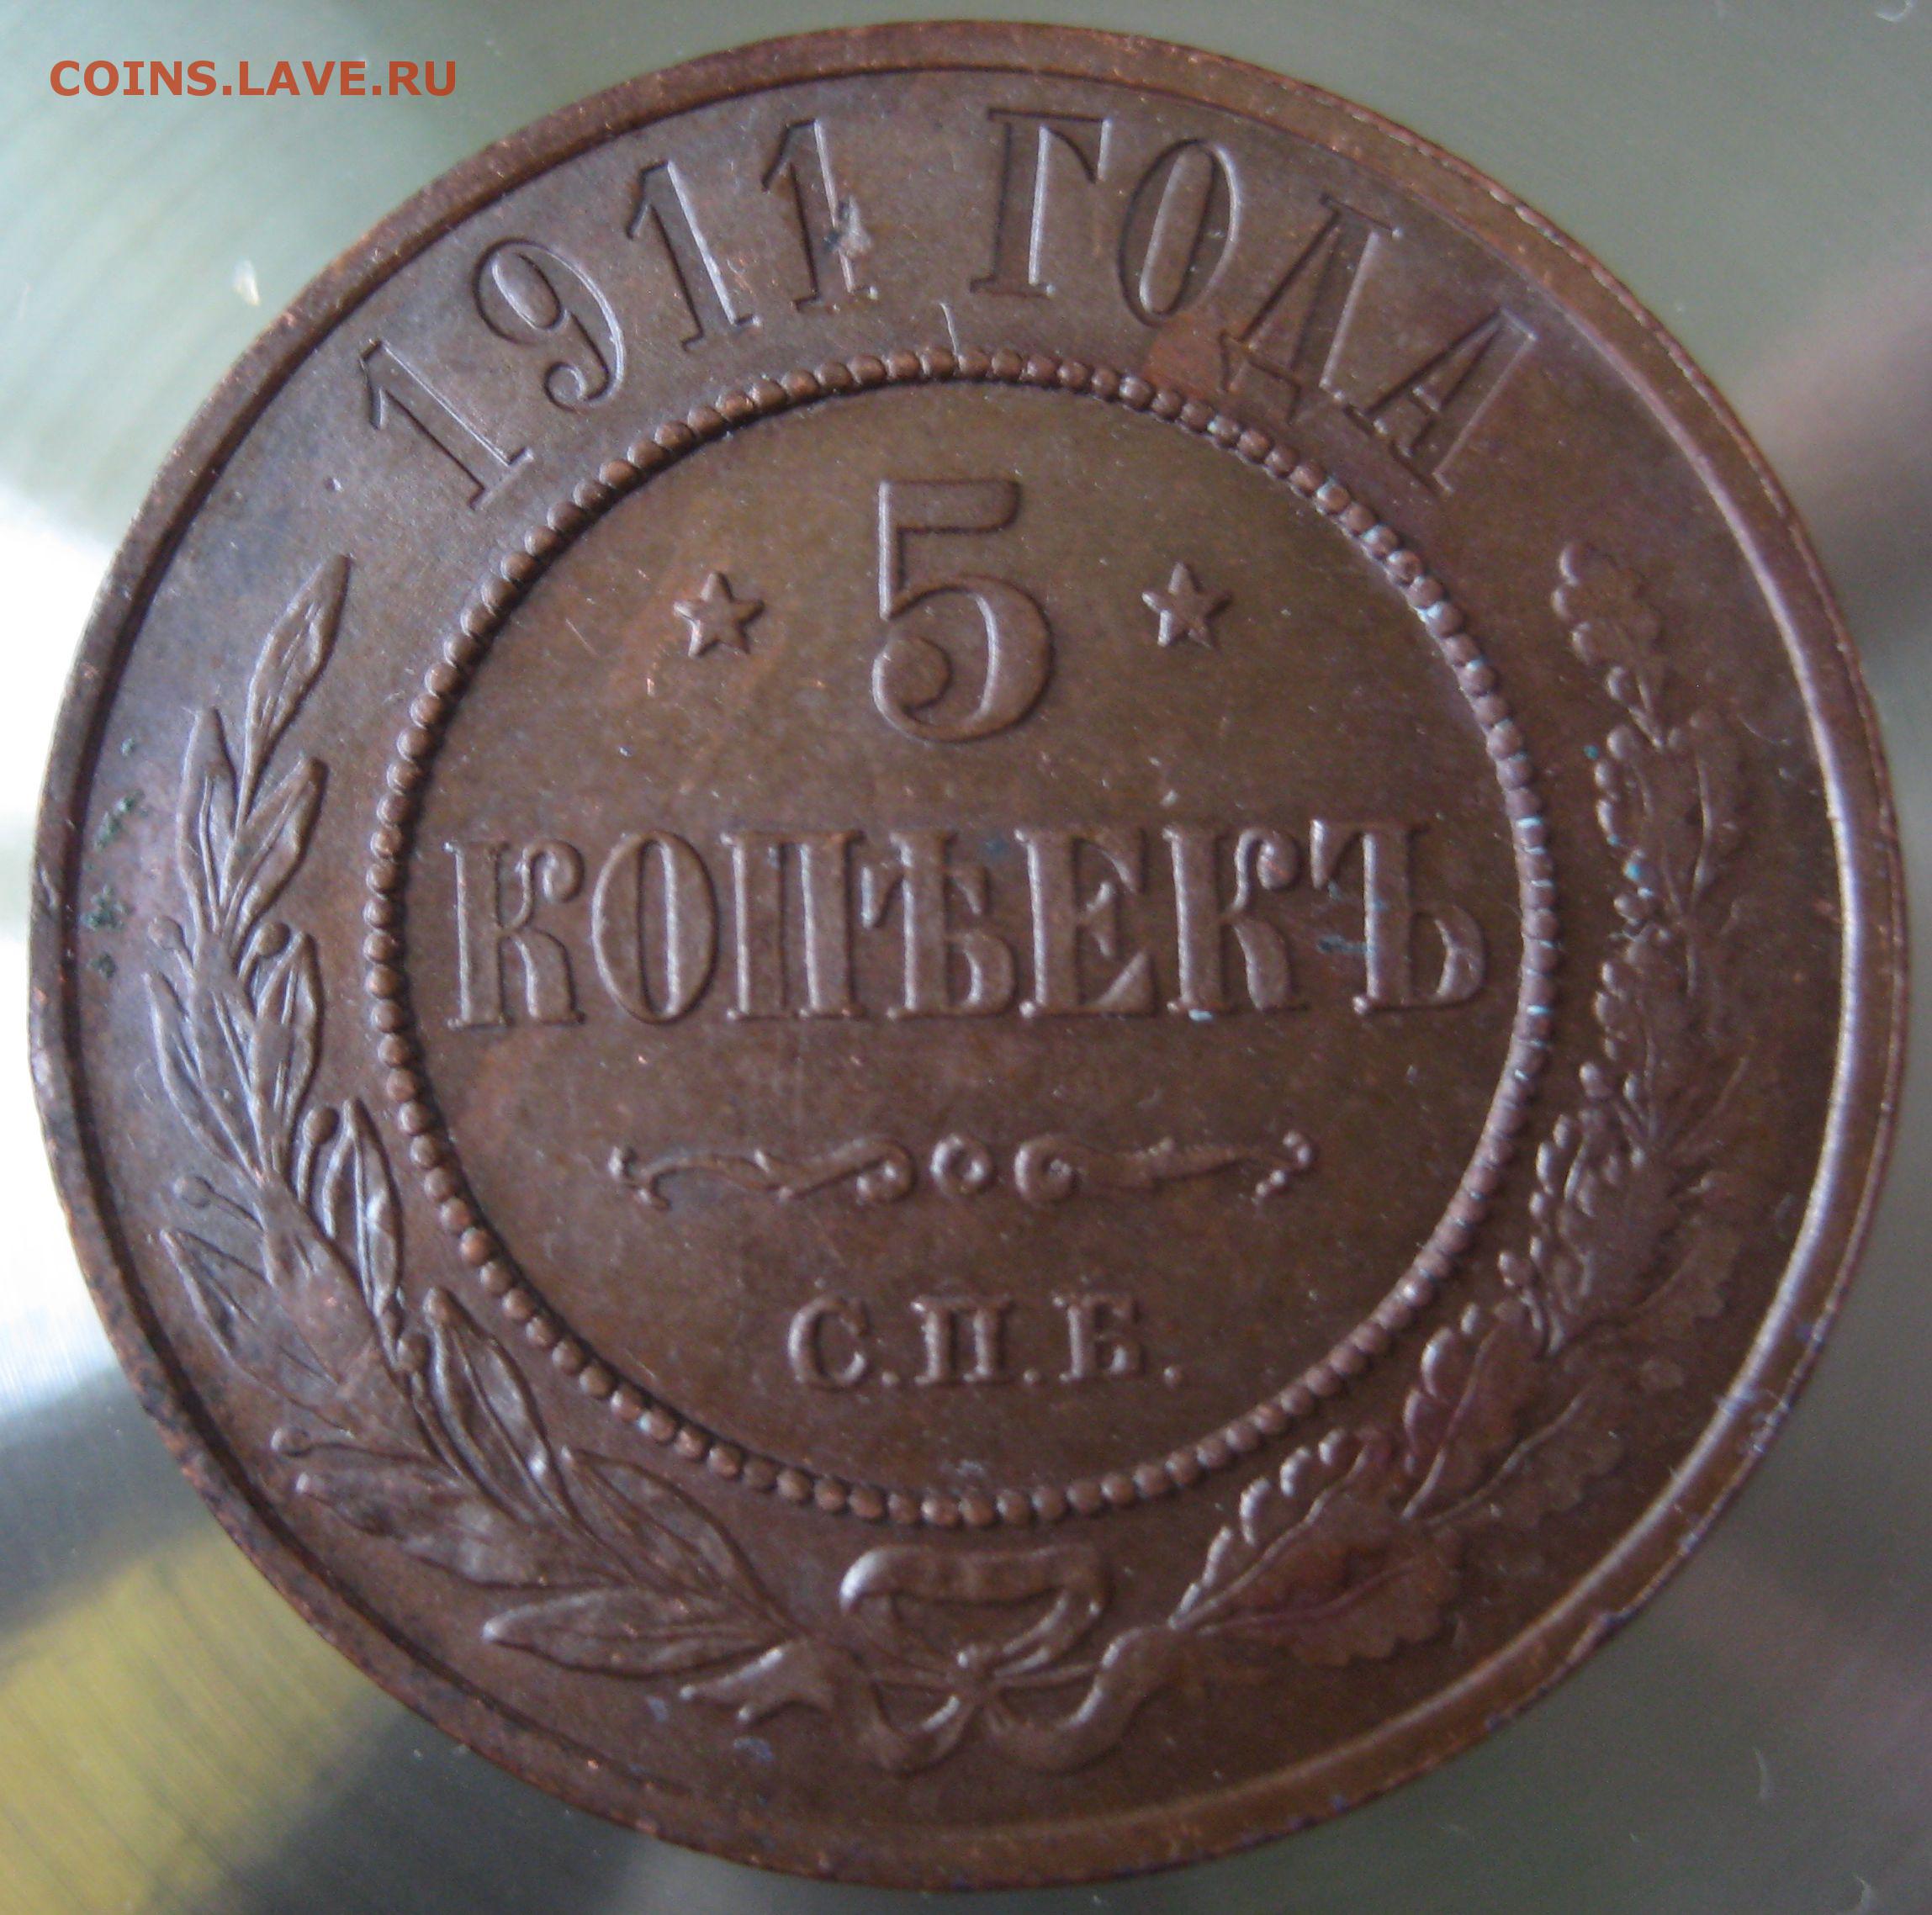 COINS.LAVE.RU
1911 ГОДА
5
КОПѢЕКЪ
С.П.Б.